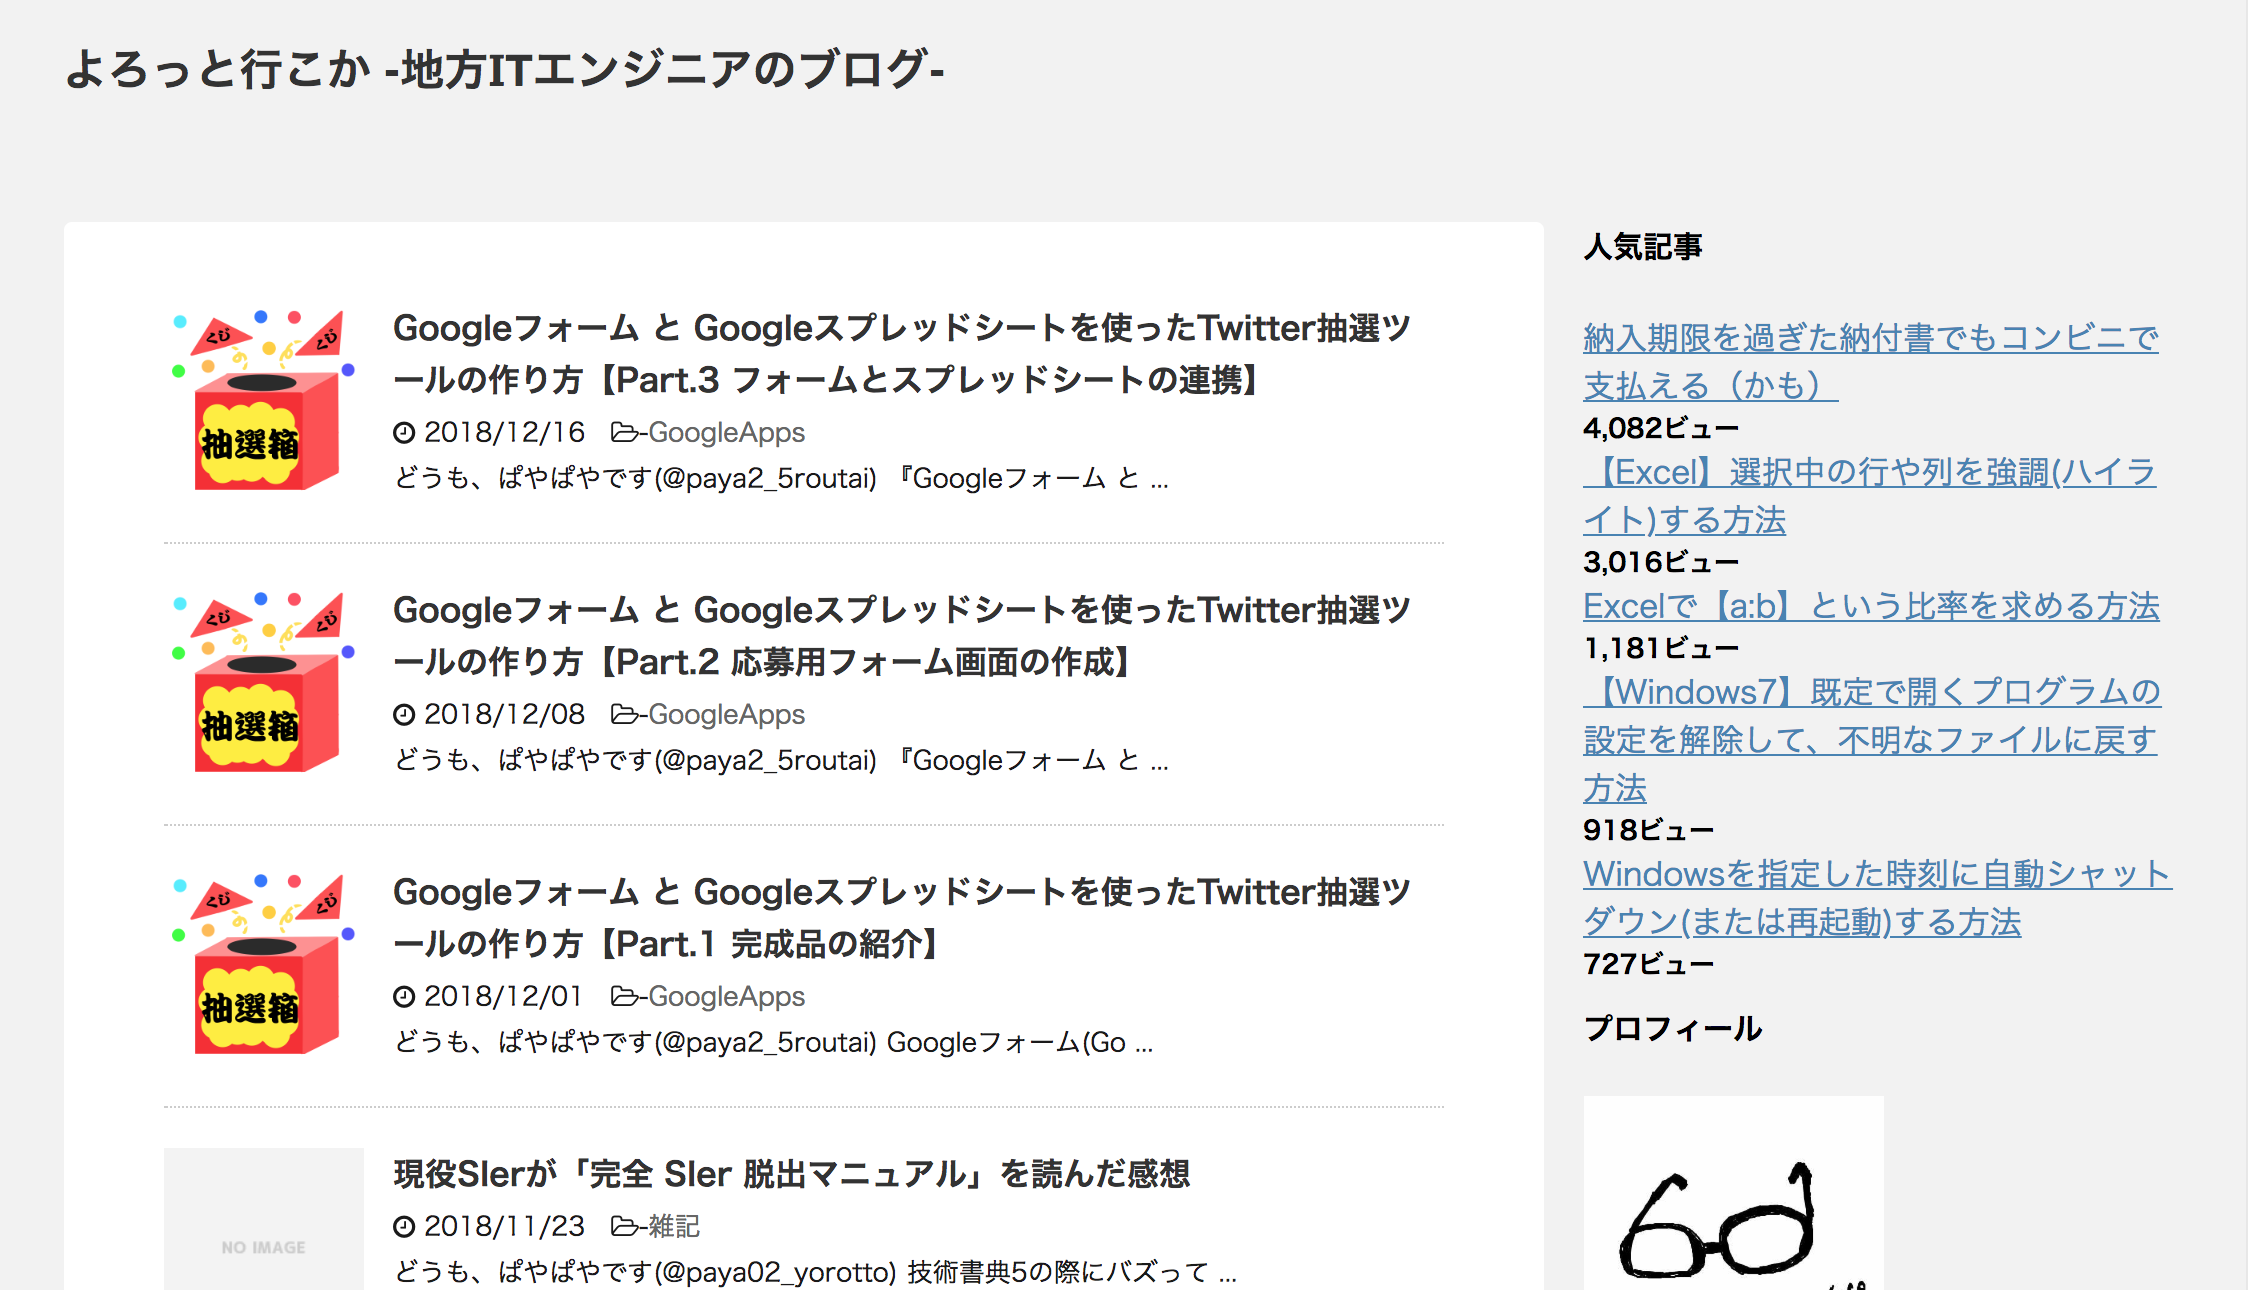 よろっと行こか -地方ITエンジニアのブログ-
くじ
くじ
抽選箱
Googleフォーム と Googleスプレッドシートを使ったTwitter抽選ツ
ールの作り方【Part.3 フォームとスプレッドシートの連携】
2018/12/16 -GoogleApps
どうも、ぱやぱやです(@paya2_5routai) 『Googleフォーム と ...
くじ
くじ
抽選箱
Googleフォーム と Googleスプレッドシートを使ったTwitter抽選ツ
ールの作り方【Part.2 応募用フォーム画面の作成】
2018/12/08 -GoogleApps
どうも、ぱやぱやです(@paya2_5routai) 『Googleフォーム と ...
くじ
くじ
抽選箱
Googleフォーム と Googleスプレッドシートを使ったTwitter抽選ツ
ールの作り方【Part.1 完成品の紹介】
2018/12/01 -GoogleApps
どうも、ぱやぱやです(@paya2_5routai) Googleフォーム(Go ...
NO IMAGE
現役SIerが「完全 SIer 脱出マニュアル」を読んだ感想
2018/11/23 -雑記
どうも、ぱやぱやです(@paya02_yorotto) 技術書典5の際にバズって ...
人気記事
納入期限を過ぎた納付書でもコンビニで
支払える（かも）
4,082ビュー
【Excel】選択中の行や列を強調(ハイラ
イト)する方法
3,016ビュー
Excelで【a:b】という比率を求める方法
1,181ビュー
【Windows7】既定で開くプログラムの
設定を解除して、不明なファイルに戻す
方法
918ビュー
Windowsを指定した時刻に自動シャット
ダウン(または再起動)する方法
727ビュー
プロフィール